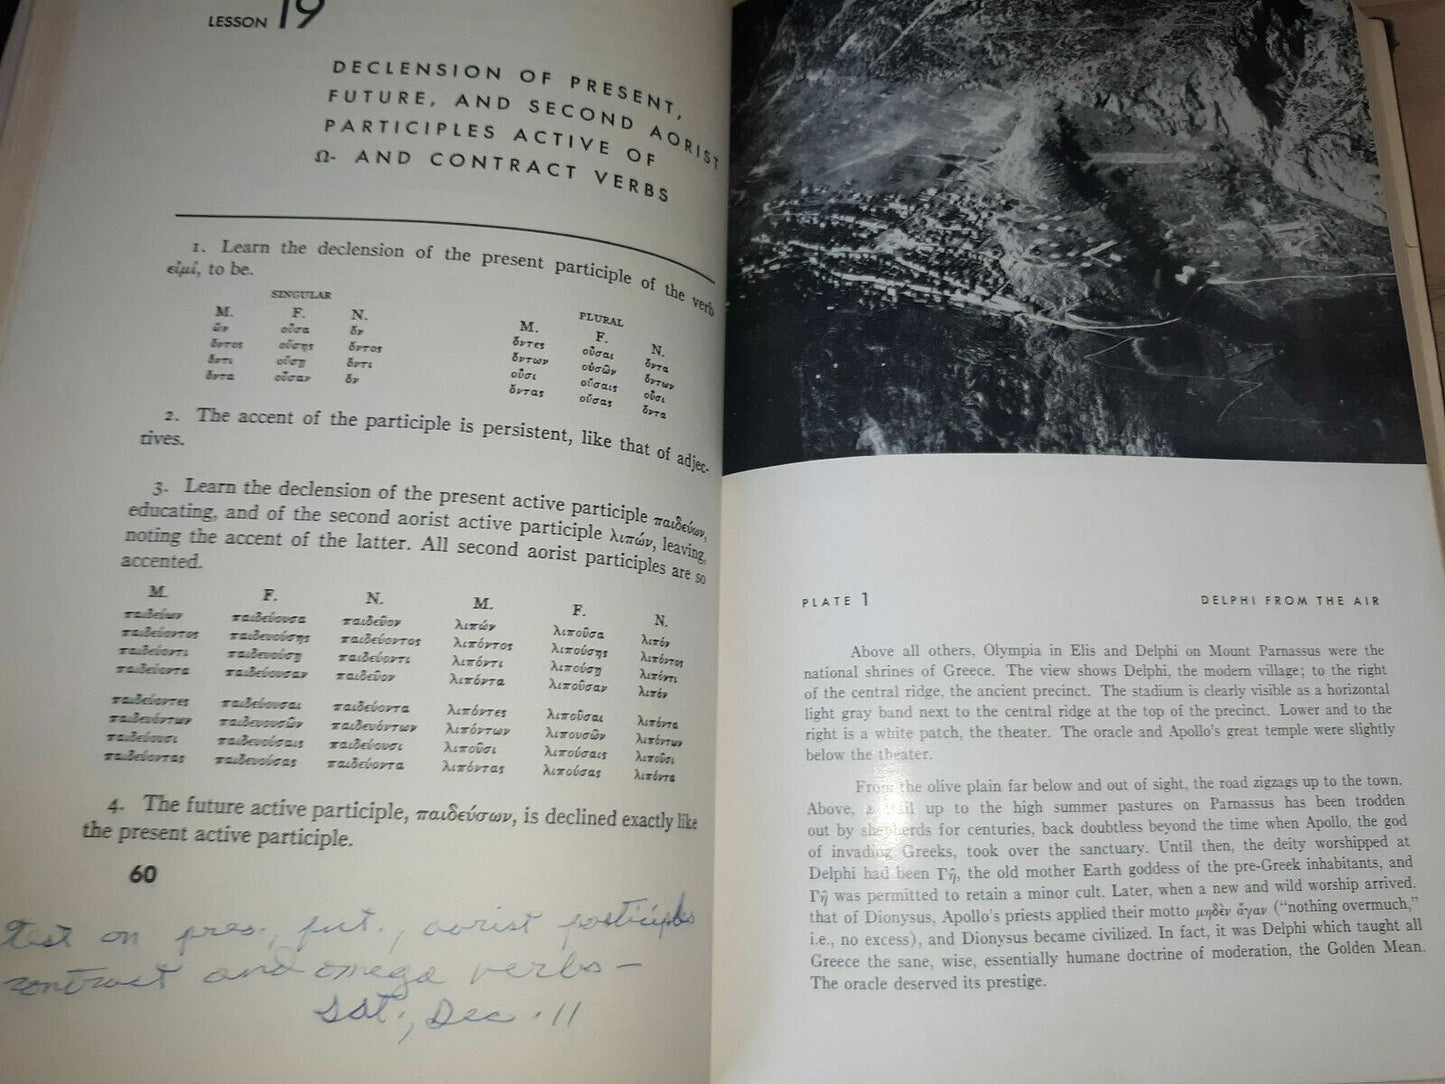 LESSON 19
DECLENSION OF PRESENT,
FUTURE, AND SECOND AORIST
PARTICIPLES ACTIVE OF
Ω- AND CONTRACT VERBS
1. Learn the declension of the present participle of the verb
εἰμί, to be.
SINGULAR PLURAL
M. F. N. M. F. N.
ὤν οὖσα ὄν ὄντες οὖσαι ὄντα
ὄντος οὔσης ὄντος ὄντων οὐσῶν ὄντων
ὄντι οὔσῃ ὄντι οὖσι οὔσαις οὖσι
ὄντα οὖσαν ὄν ὄντας οὔσας ὄντα
2. The accent of the participle is persistent, like that of adjec-
tives.
3. Learn the declension of the present active participle παιδεύων,
educating, and of the second aorist active participle λιπών, leaving,
noting the accent of the latter. All second aorist participles are so
accented.
M. F. N. M. F. N.
παιδεύων παιδεύουσα παιδεῦον λιπών λιποῦσα λιπόν
παιδεύοντος παιδευούσης παιδεύοντος λιπόντος λιπούσης λιπόντος
παιδεύοντι παιδευούσῃ παιδεύοντι λιπόντι λιπούσῃ λιπόντι
παιδεύοντα παιδεύουσαν παιδεῦον λιπόντα λιποῦσαν λιπόν
παιδεύοντες παιδεύουσαι παιδεύοντα λιπόντες λιποῦσαι λιπόντα
παιδευόντων παιδευουσῶν παιδευόντων λιπόντων λιπουσῶν λιπόντων
παιδεύουσι παιδευούσαις παιδεύουσι λιποῦσι λιπούσαις λιποῦσι
παιδεύοντας παιδευούσας παιδεύοντα λιπόντας λιπούσας λιπόντα
4. The future active participle, παιδεύσων, is declined exactly like
the present active participle.
60
test on pres., fut., aorist participles
contract and omega verbs –
Sat., Dec. 11
PLATE 1 DELPHI FROM THE AIR
Above all others, Olympia in Elis and Delphi on Mount Parnassus were the
national shrines of Greece. The view shows Delphi, the modern village; to the right
of the central ridge, the ancient precinct. The stadium is clearly visible as a horizontal
light gray band next to the central ridge at the top of the precinct. Lower and to the
right is a white patch, the theater. The oracle and Apollo's great temple were slightly
below the theater.
From the olive plain far below and out of sight, the road zigzags up to the town.
Above, a trail up to the high summer pastures on Parnassus has been trodden
out by shepherds for centuries, back doubtless beyond the time when Apollo, the god
of invading Greeks, took over the sanctuary. Until then, the deity worshipped at
Delphi had been Γῆ, the old mother Earth goddess of the pre-Greek inhabitants, and
Γῆ was permitted to retain a minor cult. Later, when a new and wild worship arrived,
that of Dionysus, Apollo's priests applied their motto μηδὲν ἄγαν ("nothing overmuch,"
i.e., no excess), and Dionysus became civilized. In fact, it was Delphi which taught all
Greece the sane, wise, essentially humane doctrine of moderation, the Golden Mean.
The oracle deserved its prestige.